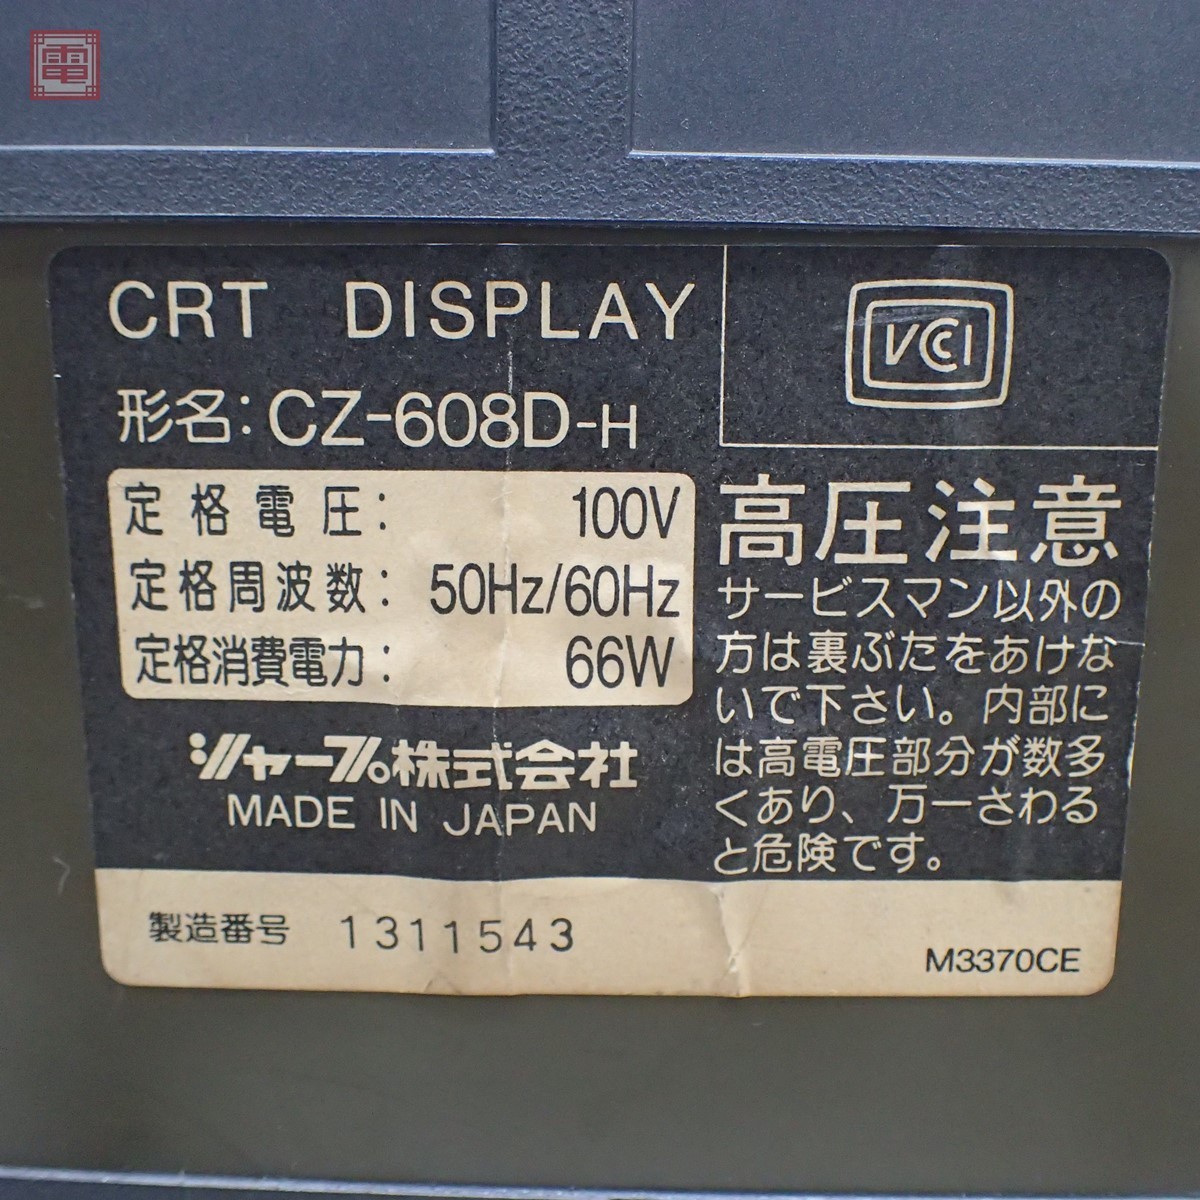 電
CRT DISPLAY
形名: CZ-608D-H
定格電圧: 100V
定格周波数: 50Hz/60Hz
定格消費電力: 66W
シャープ株式会社
MADE IN JAPAN
VCCI
高圧注意
サービスマン以外の
方は裏ぶたをあけな
いで下さい。内部に
は高電圧部分が数多
くあり、万一さわる
と危険です。
製造番号 1311543
M3370CE